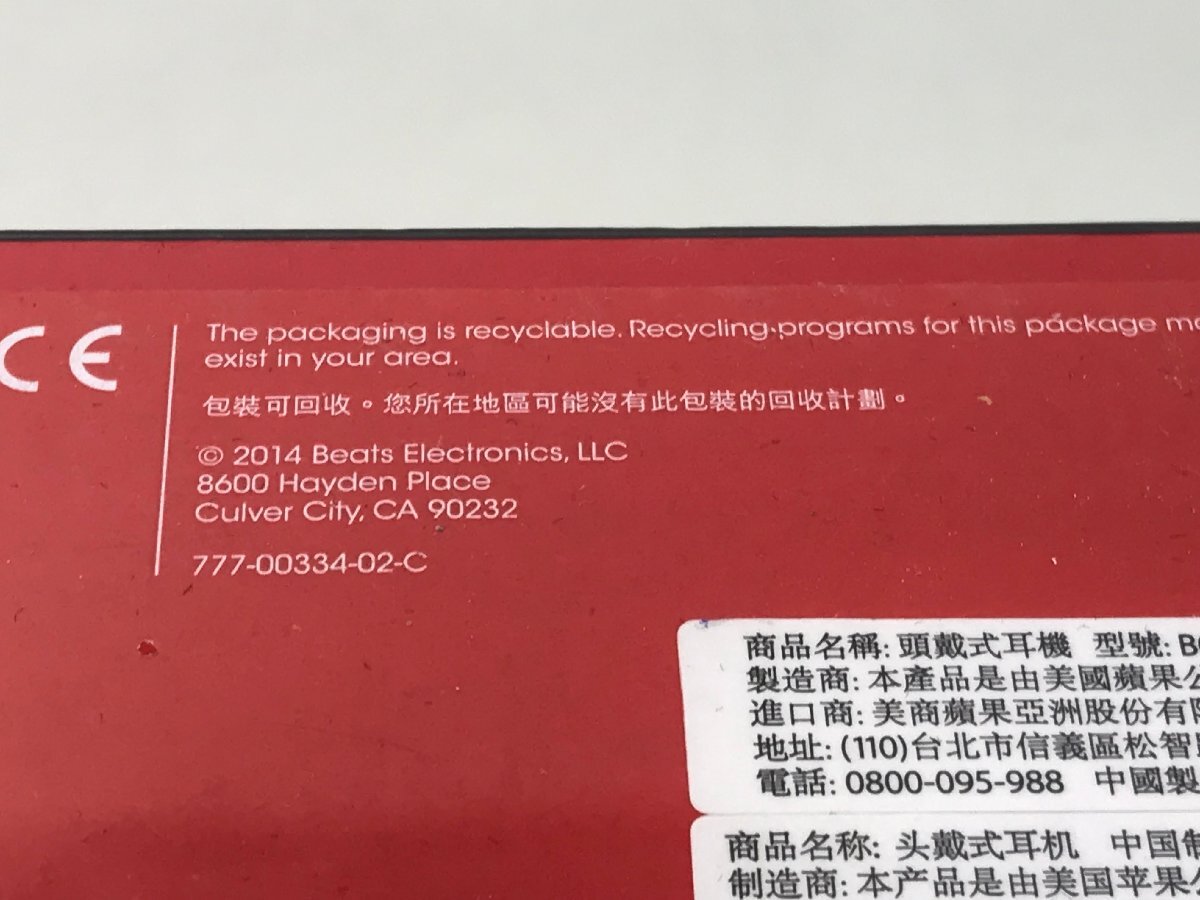 CE
The packaging is recyclable. Recycling programs for this package
exist in your area.
包裝可回收。您所在地區可能沒有此包裝的回收計劃。
© 2014 Beats Electronics, LLC
8600 Hayden Place
Culver City, CA 90232
777-00334-02-C
商品名稱: 頭戴式耳機 型號:
製造商: 本產品是由美國蘋果
進口商: 美商蘋果亞洲股份有
地址: (110)台北市信義區松智
電話: 0800-095-988 中國製
商品名称: 头戴式耳机 中国制
制造商: 本产品是由美国苹果